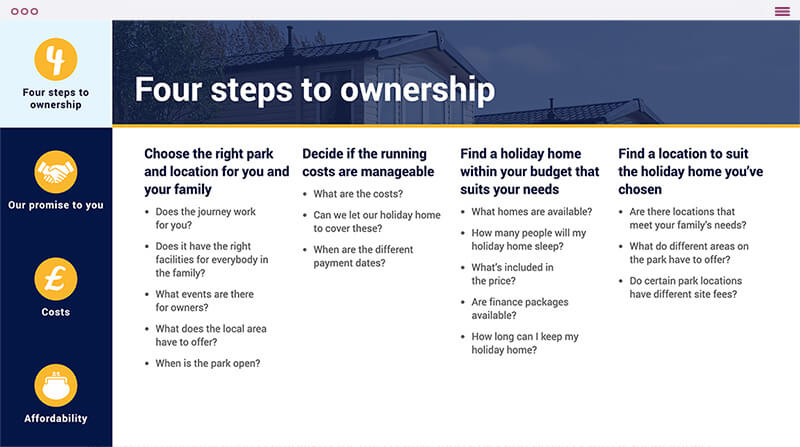 4
Four steps to
ownership
Our promise to you
£
Costs
Affordability
Four steps to ownership
Choose the right park
and location for you and
your family
• Does the journey work
for you?
• Does it have the right
facilities for everybody in
the family?
• What events are there
for owners?
• What does the local area
have to offer?
• When is the park open?
Decide if the running
costs are manageable
• What are the costs?
• Can we let our holiday home
to cover these?
• When are the different
payment dates?
Find a holiday home
within your budget that
suits your needs
• What homes are available?
• How many people will my
holiday home sleep?
• What's included in
the price?
• Are finance packages
available?
• How long can I keep my
holiday home?
Find a location to suit
the holiday home you've
chosen
• Are there locations that
meet your family's needs?
• What do different areas on
the park have to offer?
• Do certain park locations
have different site fees?